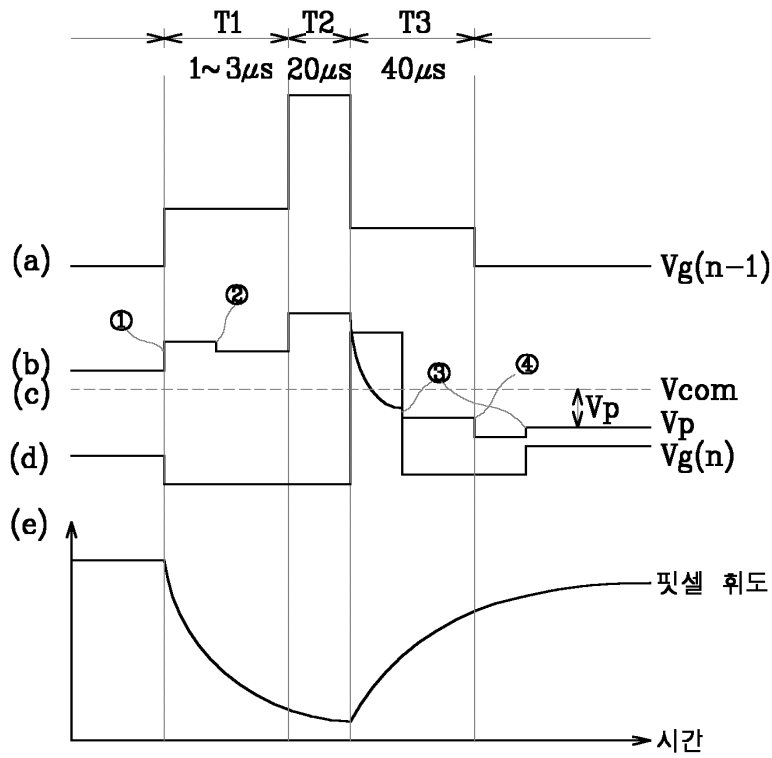 T1 T2 T3
1~3μs 20μs 40μs
(a) Vg(n-1)
②
①
(b)
③ ④
(c) Vcom
Vp
Vp
(d) Vg(n)
(e)
핏셀 휘도
시간